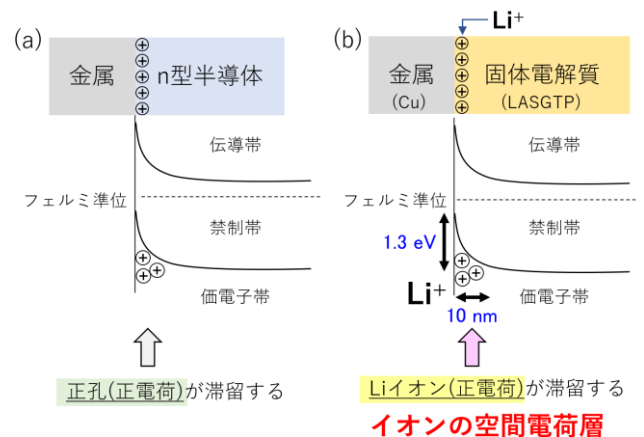 (a)
金属
n型半導体
伝導帯
フェルミ準位
禁制帯
価電子帯
正孔(正電荷)が滞留する
(b)
Li⁺
金属
(Cu)
固体電解質
(LASGTP)
伝導帯
フェルミ準位
禁制帯
1.3 eV
Li⁺
10 nm
価電子帯
Liイオン(正電荷)が滞留する
イオンの空間電荷層